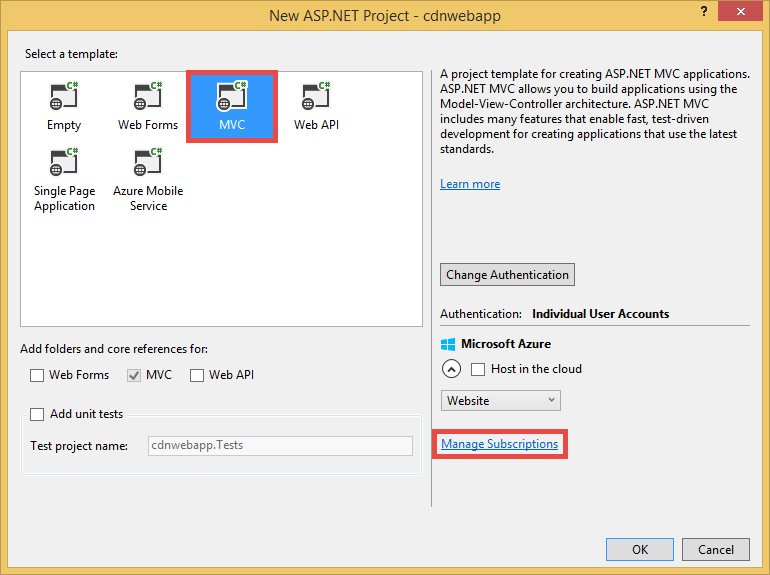 New ASP.NET Project - cdnwebapp
?
Select a template:
C#
Empty
C#
Web Forms
C#
MVC
C#
Web API
C#
Single Page
Application
C#
Azure Mobile
Service
A project template for creating ASP.NET MVC applications.
ASP.NET MVC allows you to build applications using the
Model-View-Controller architecture. ASP.NET MVC
includes many features that enable fast, test-driven
development for creating applications that use the latest
standards.
Learn more
Change Authentication
Authentication: Individual User Accounts
Microsoft Azure
Host in the cloud
Website
Manage Subscriptions
Add folders and core references for:
Web Forms
MVC
Web API
Add unit tests
Test project name:
cdnwebapp.Tests
OK
Cancel